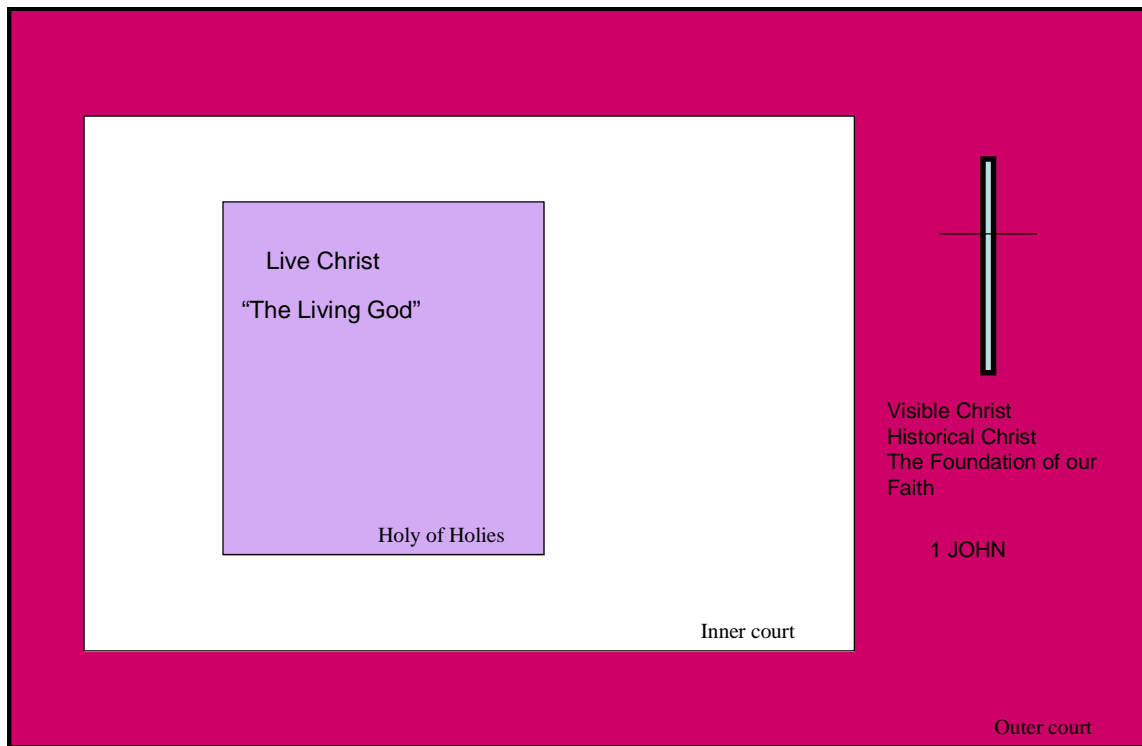 Live Christ
“The Living God”
Holy of Holies
Inner court
Visible Christ
Historical Christ
The Foundation of our
Faith
1 JOHN
Outer court